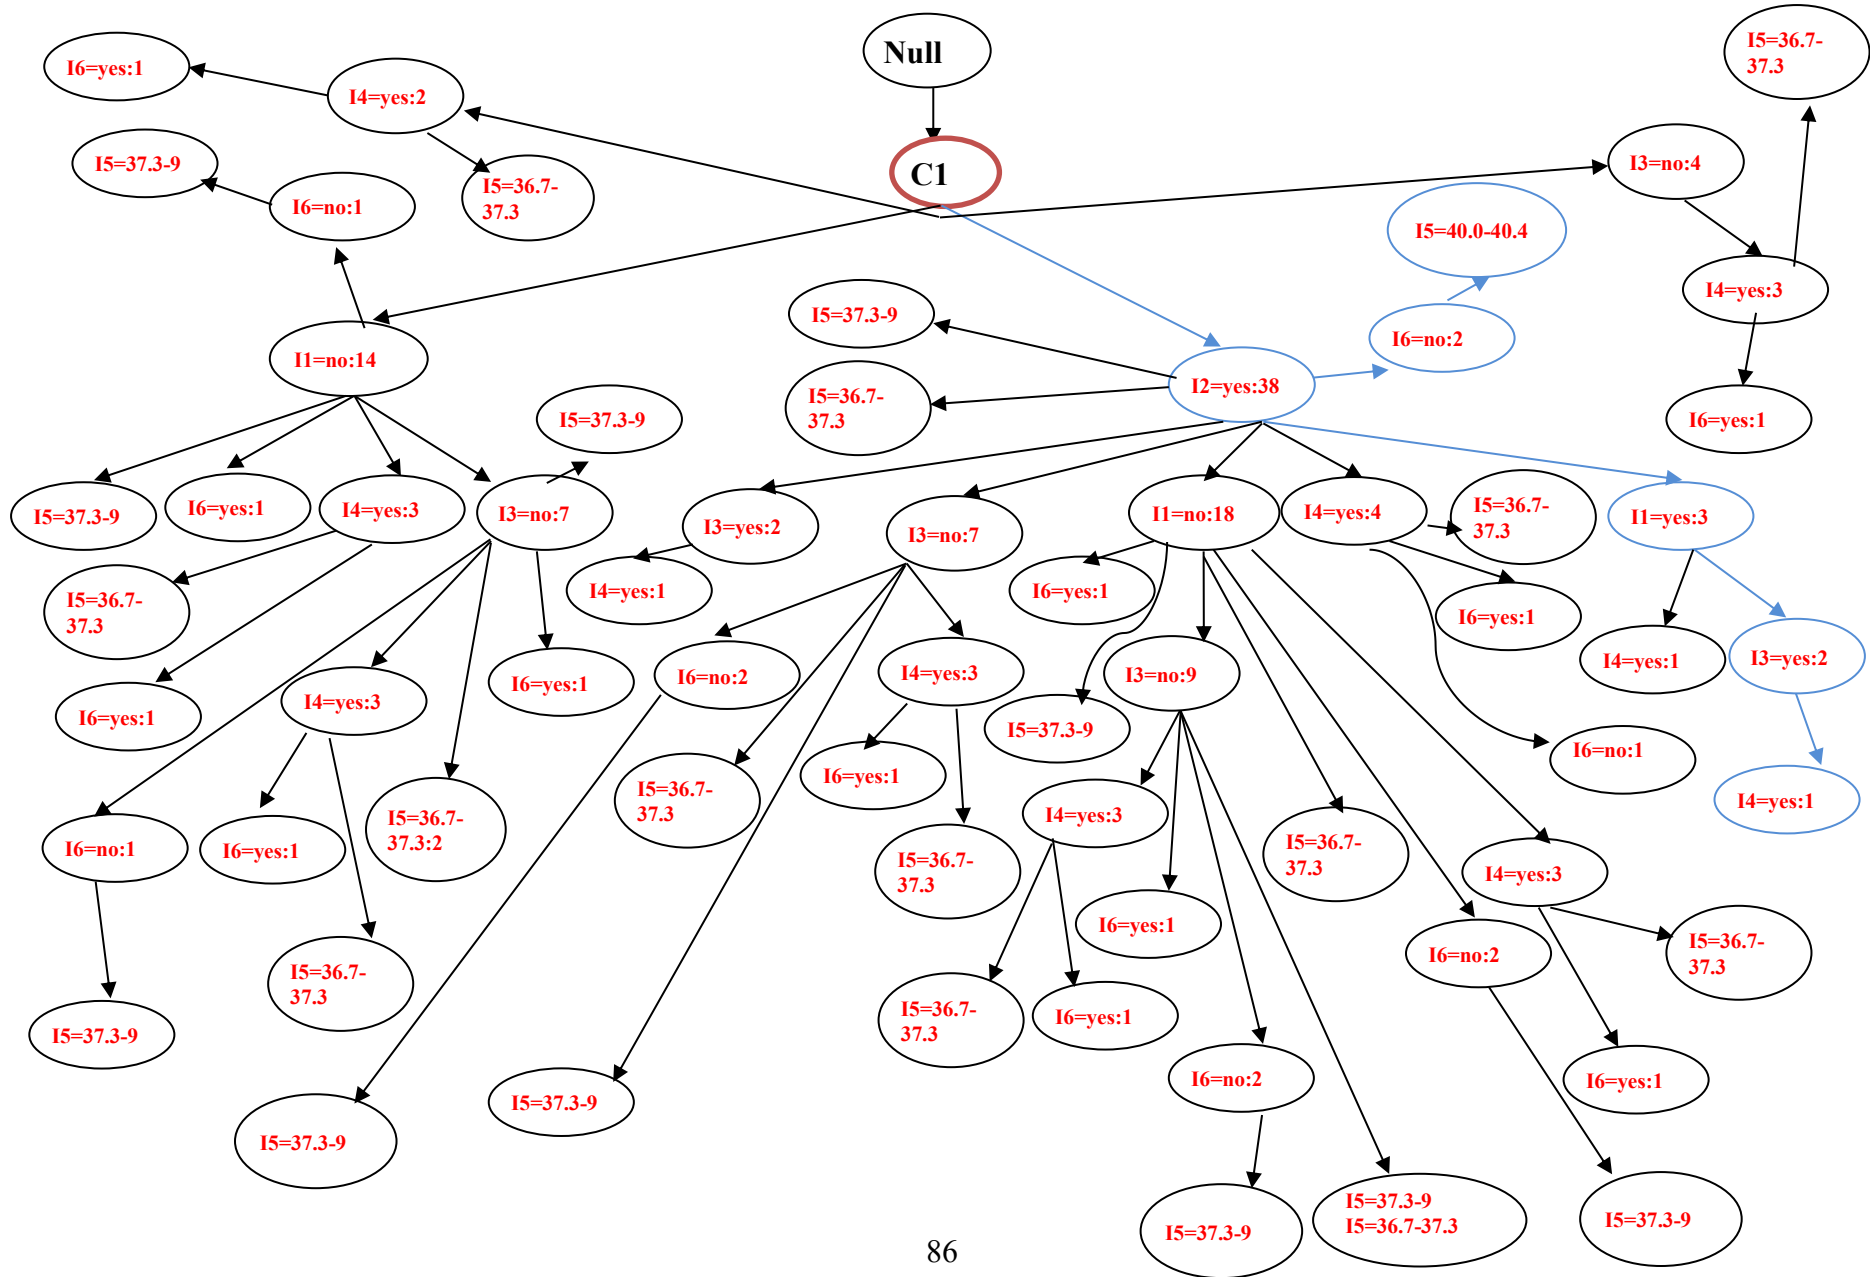 Null
I5=36.7-
37.3
I6=yes:1
I4=yes:2
I5=37.3-9
I5=36.7-
37.3
C1
I3=no:4
I6=no:1
I5=40.0-40.4
I4=yes:3
I5=37.3-9
I6=no:2
I1=no:14
I2=yes:38
I5=36.7-
37.3
I5=37.3-9
I6=yes:1
I5=37.3-9
I6=yes:1
I4=yes:3
I3=no:7
I3=yes:2
I3=no:7
I1=no:18
I4=yes:4
I5=36.7-
37.3
I1=yes:3
I5=36.7-
37.3
I4=yes:1
I6=yes:1
I6=yes:1
I6=yes:1
I4=yes:3
I6=yes:1
I6=no:2
I4=yes:3
I3=no:9
I4=yes:1
I3=yes:2
I5=37.3-9
I6=no:1
I5=36.7-
37.3
I6=yes:1
I4=yes:1
I6=no:1
I6=yes:1
I5=36.7-
37.3:2
I4=yes:3
I5=36.7-
37.3
I5=36.7-
37.3
I4=yes:3
I6=yes:1
I6=no:2
I5=36.7-
37.3
I5=36.7-
37.3
I5=36.7-
37.3
I6=yes:1
I5=37.3-9
I6=no:2
I6=yes:1
I5=37.3-9
I5=37.3-9
I5=37.3-9
I5=37.3-9
I5=36.7-37.3
I5=37.3-9
86